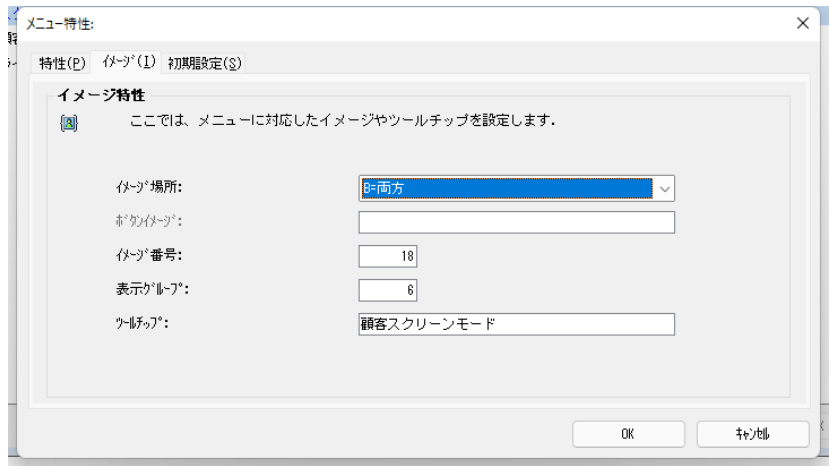 メニュー特性:
特性(P) ｲﾒｰｼﾞ(I) 初期設定(S)
イメージ特性
ここでは、メニューに対応したイメージやツールチップを設定します.
ｲﾒｰｼﾞ場所: B=両方
ﾎﾞﾀﾝｲﾒｰｼﾞ:
ｲﾒｰｼﾞ番号: 18
表示ｸﾞﾙｰﾌﾟ: 6
ﾂｰﾙﾁｯﾌﾟ: 顧客スクリーンモード
OK ｷｬﾝｾﾙ